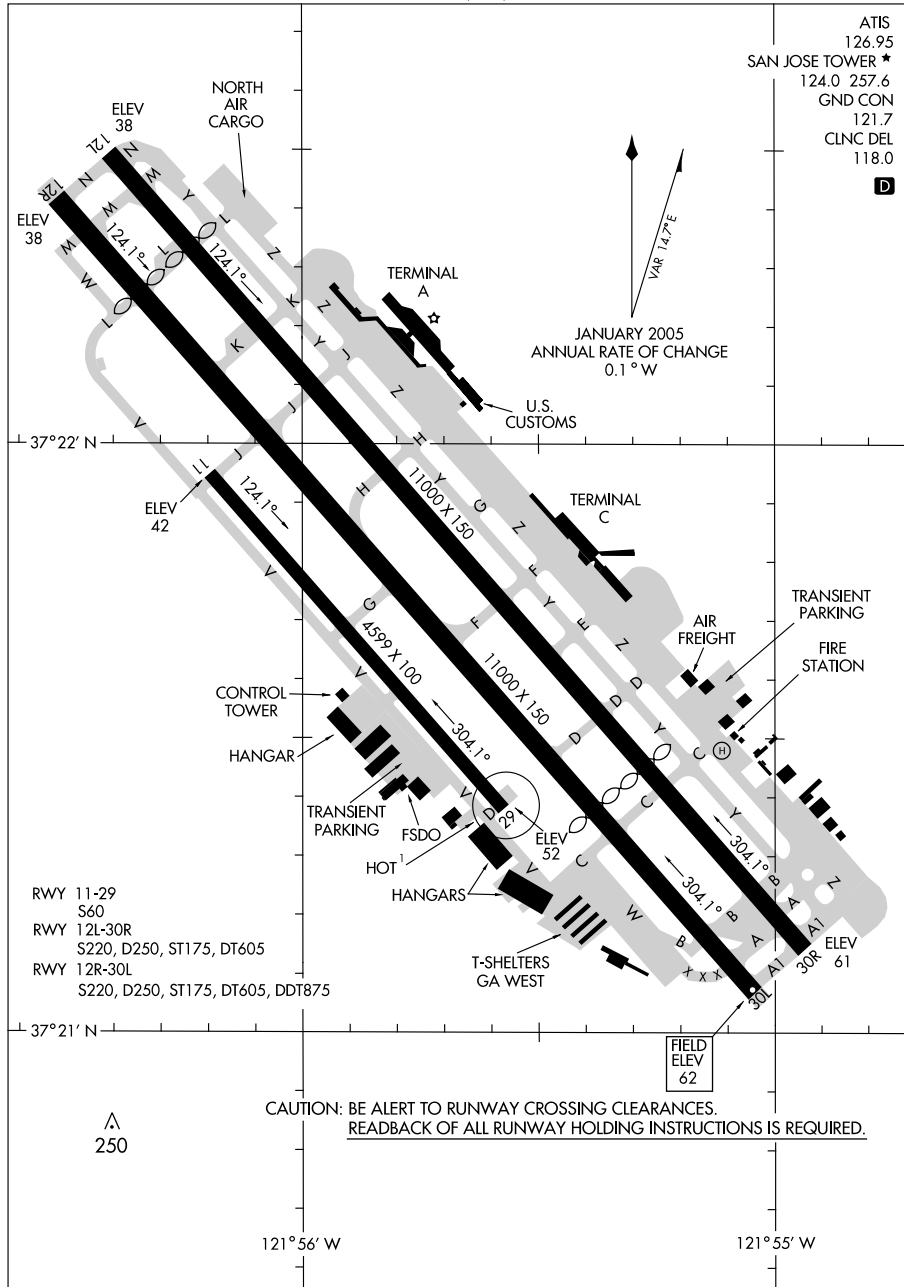 ATIS
126.95
SAN JOSE TOWER ★
124.0 257.6
GND CON
121.7
CLNC DEL
118.0
D
NORTH
AIR
CARGO
ELEV
38
12L
12R
ELEV
38
N
N
N
W
W
W
W
W
Y
L
L
L
Z
124.1°
124.1°
VAR 14.7° E
JANUARY 2005
ANNUAL RATE OF CHANGE
0.1° W
TERMINAL
A
U.S.
CUSTOMS
K
Z
K
Y
J
Z
J
V
J
H
37°22' N
11
124.1°
ELEV
42
H
Y
G
Z
11000 X 150
TERMINAL
C
V
G
F
F
Y
E
Z
TRANSIENT
PARKING
AIR
FREIGHT
FIRE
STATION
4599 X 100
11000 X 150
V
D
D
D
Y
C
H
CONTROL
TOWER
HANGAR
304.1°
TRANSIENT
PARKING
FSDO
V
D
29
ELEV
52
HOT 1
HANGARS
C
C
V
W
Y
304.1°
304.1°
B
B
B
A
A
Z
A1
A1
X X X
30R
ELEV
61
30L
T-SHELTERS
GA WEST
RWY 11-29
S60
RWY 12L-30R
S220, D250, ST175, DT605
RWY 12R-30L
S220, D250, ST175, DT605, DDT875
37°21' N
FIELD
ELEV
62
CAUTION: BE ALERT TO RUNWAY CROSSING CLEARANCES.
READBACK OF ALL RUNWAY HOLDING INSTRUCTIONS IS REQUIRED.
250
121°56' W
121°55' W